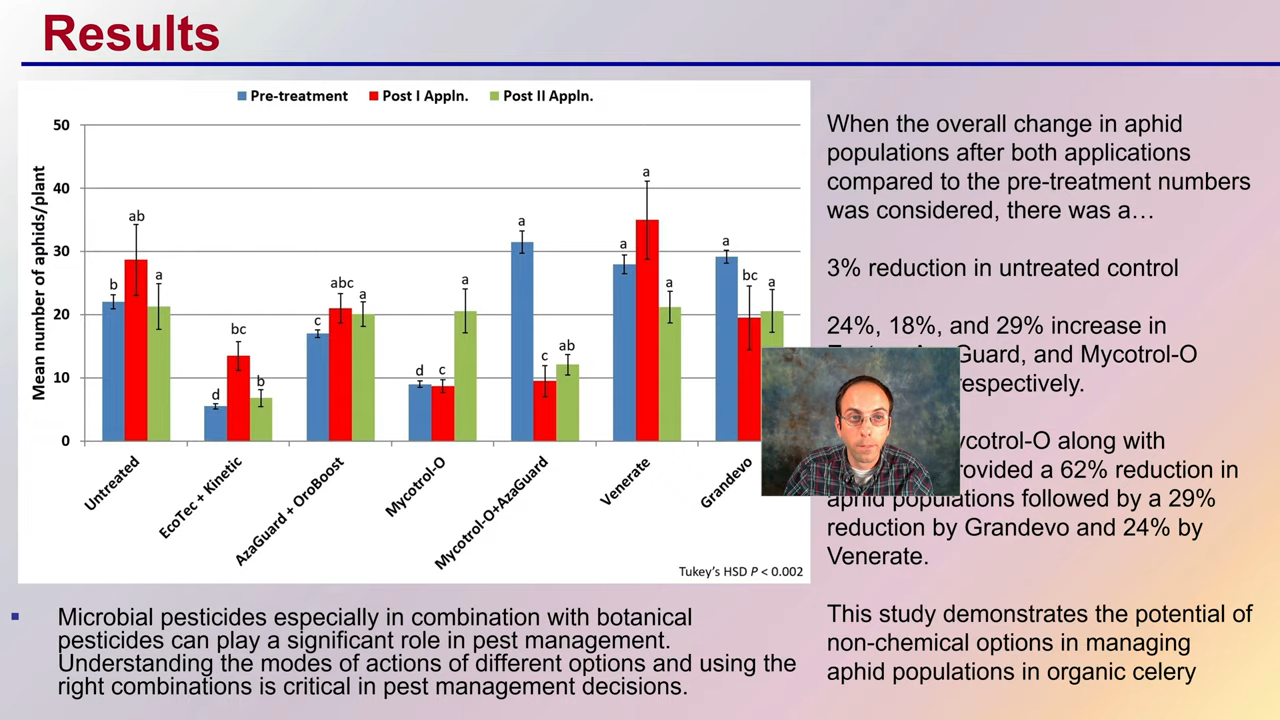 Results
Pre-treatment Post I Appln. Post II Appln.
Mean number of aphids/plant
50
40
30
20
10
0
b ab a
d bc b
c abc a
d c a
a c ab
a a a
a bc a
Untreated
EcoTec + Kinetic
AzaGuard + OroBoost
Mycotrol-O
Mycotrol-O+AzaGuard
Venerate
Grandevo
Tukey's HSD P < 0.002
When the overall change in aphid
populations after both applications
compared to the pre-treatment numbers
was considered, there was a…
3% reduction in untreated control
24%, 18%, and 29% increase in
Guard, and Mycotrol-O
respectively.
along with
provided a 62% reduction in
aphid populations followed by a 29%
reduction by Grandevo and 24% by
Venerate.
This study demonstrates the potential of
non-chemical options in managing
aphid populations in organic celery
Microbial pesticides especially in combination with botanical
pesticides can play a significant role in pest management.
Understanding the modes of actions of different options and using the
right combinations is critical in pest management decisions.